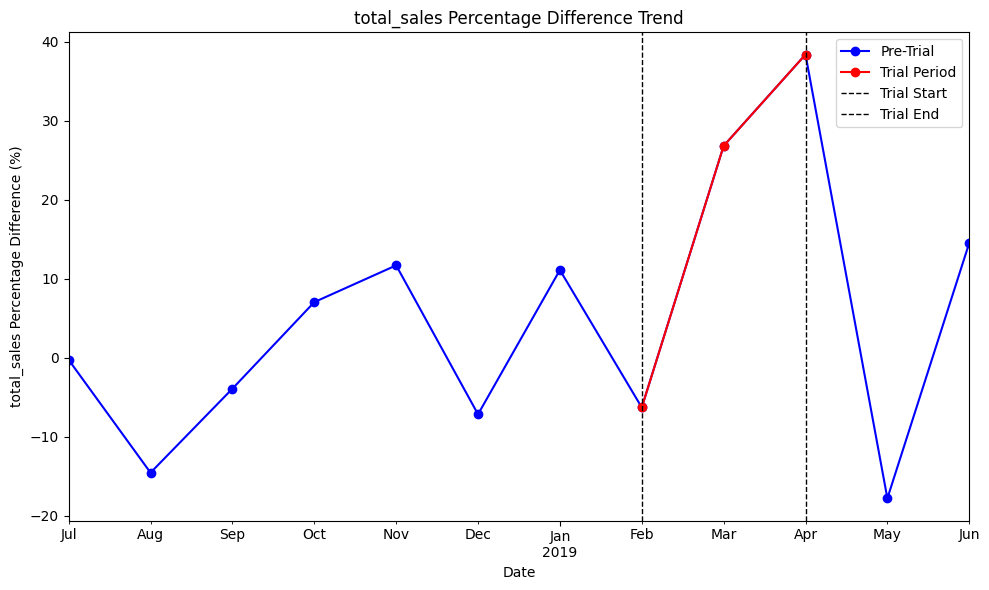 total_sales Percentage Difference Trend
Pre-Trial
Trial Period
Trial Start
Trial End
total_sales Percentage Difference (%)
40
30
20
10
0
−10
−20
Jul Aug Sep Oct Nov Dec Jan Feb Mar Apr May Jun
2019
Date